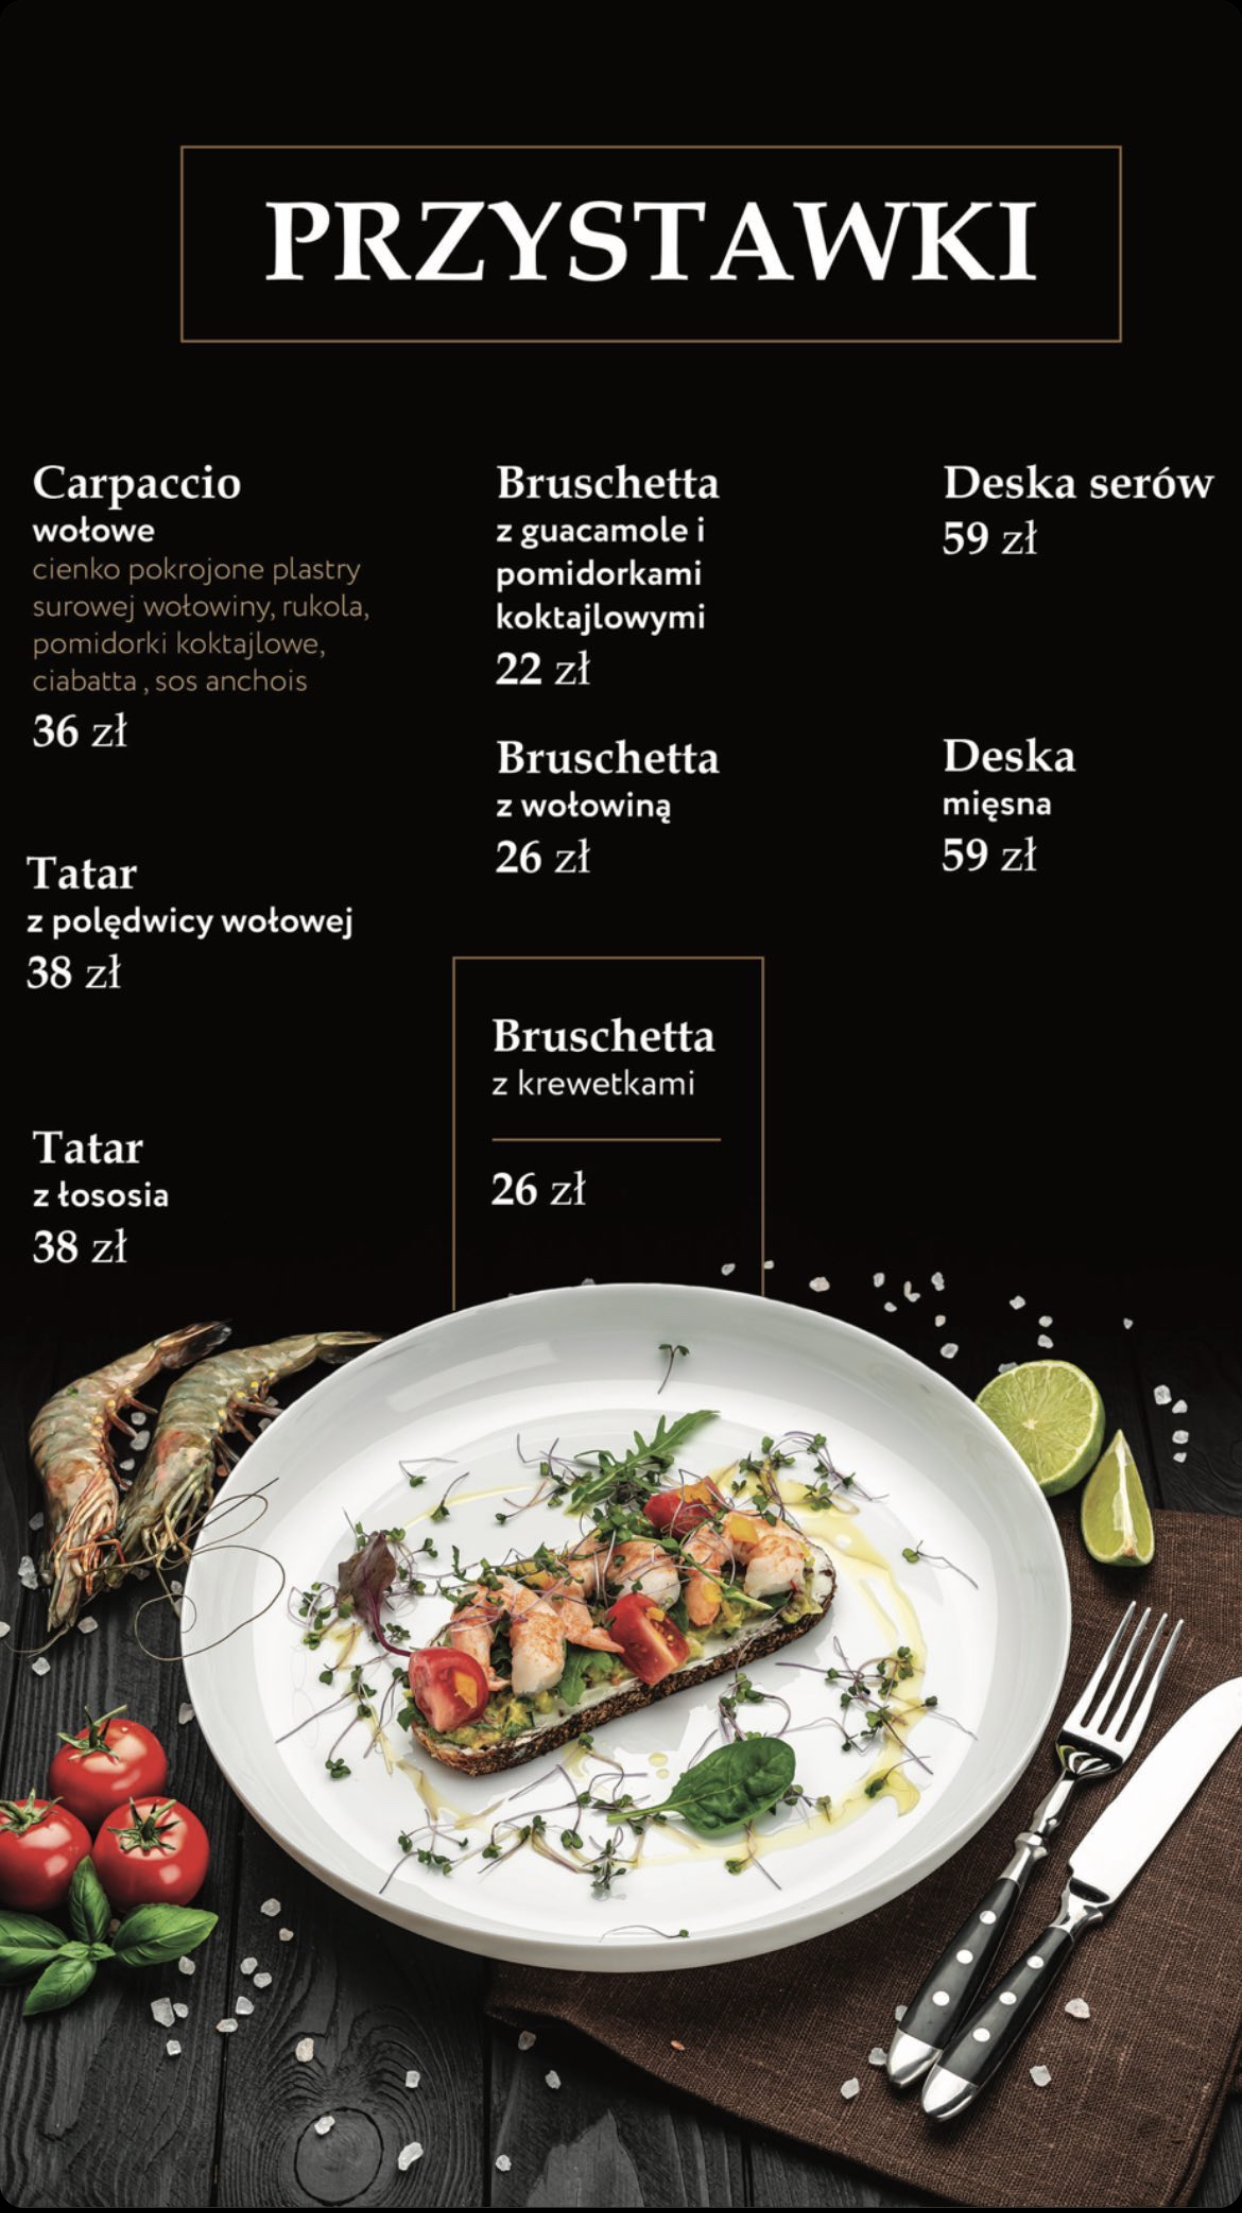 PRZYSTAWKI
Carpaccio
wołowe
cienko pokrojone plastry
surowej wołowiny, rukola,
pomidorki koktajlowe,
ciabatta , sos anchois
36 zł
Tatar
z polędwicy wołowej
38 zł
Tatar
z łososia
38 zł
Bruschetta
z guacamole i
pomidorkami
koktajlowymi
22 zł
Bruschetta
z wołowiną
26 zł
Bruschetta
z krewetkami
26 zł
Deska serów
59 zł
Deska
mięsna
59 zł